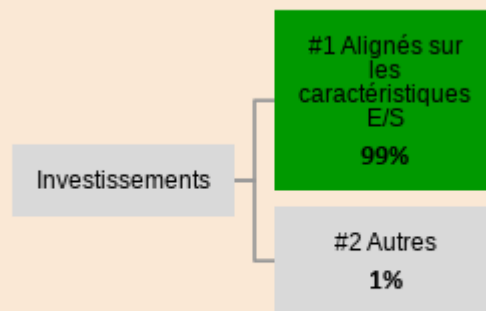 #1 Alignés sur
les
caractéristiques
E/S
99%
Investissements
#2 Autres
1%